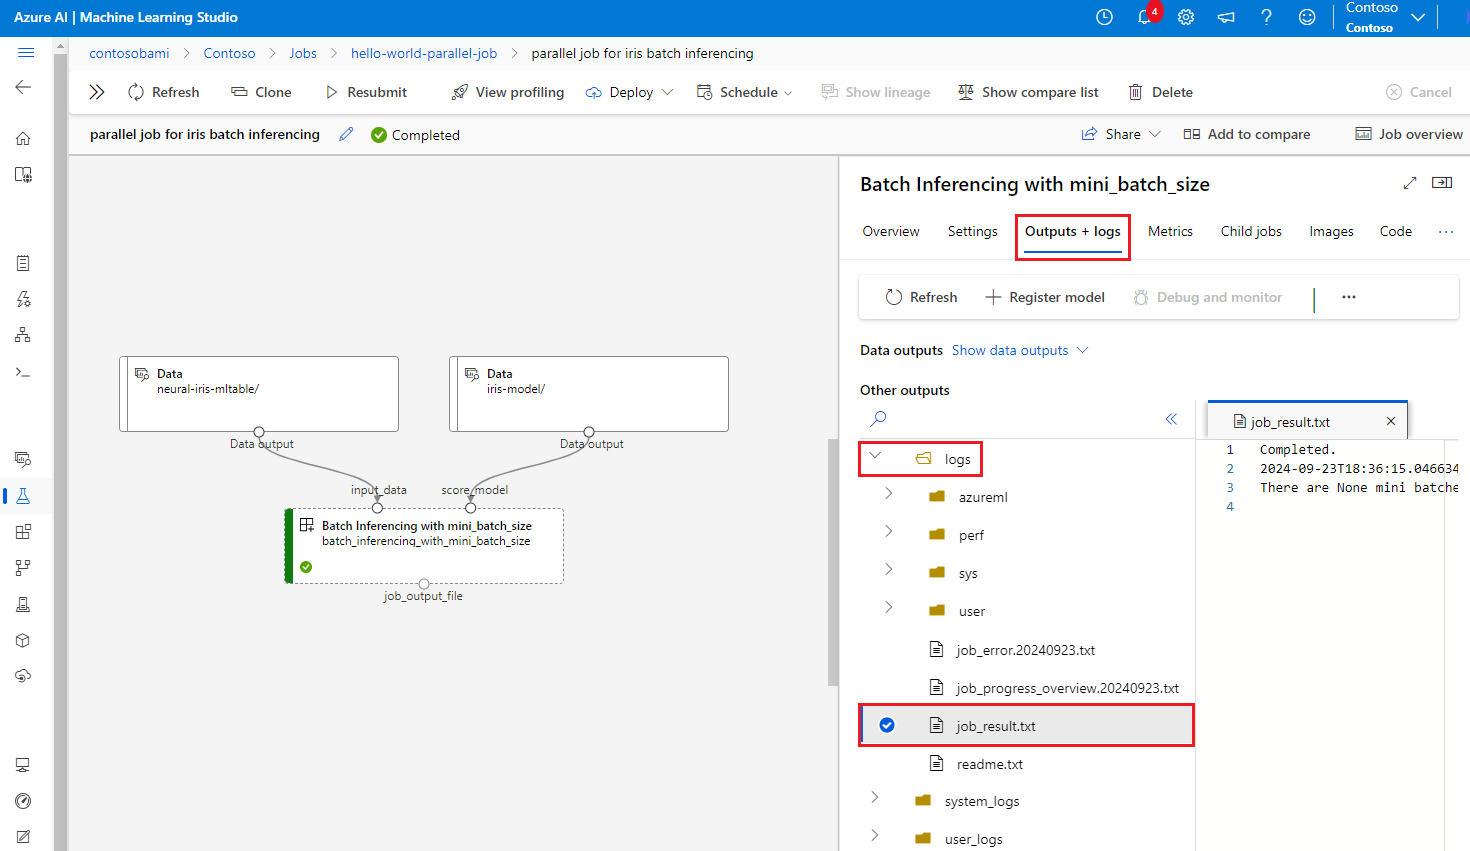 Azure AI | Machine Learning Studio
4
Contoso
Contoso
contosobami > Contoso > Jobs > hello-world-parallel-job > parallel job for iris batch inferencing
Refresh Clone Resubmit View profiling Deploy Schedule Show lineage Show compare list Delete Cancel
parallel job for iris batch inferencing Completed Share Add to compare Job overview
Data
neural-iris-mltable/
Data output
Data
iris-model/
Data output
input_data
score_model
Batch Inferencing with mini_batch_size
batch_inferencing_with_mini_batch_size
job_output_file
Batch Inferencing with mini_batch_size
Overview Settings Outputs + logs Metrics Child jobs Images Code ...
Refresh Register model Debug and monitor ...
Data outputs Show data outputs
Other outputs
logs
azureml
perf
sys
user
job_error.20240923.txt
job_progress_overview.20240923.txt
job_result.txt
readme.txt
system_logs
user_logs
job_result.txt
1 Completed.
2 2024-09-23T18:36:15.046634
3 There are None mini batche
4